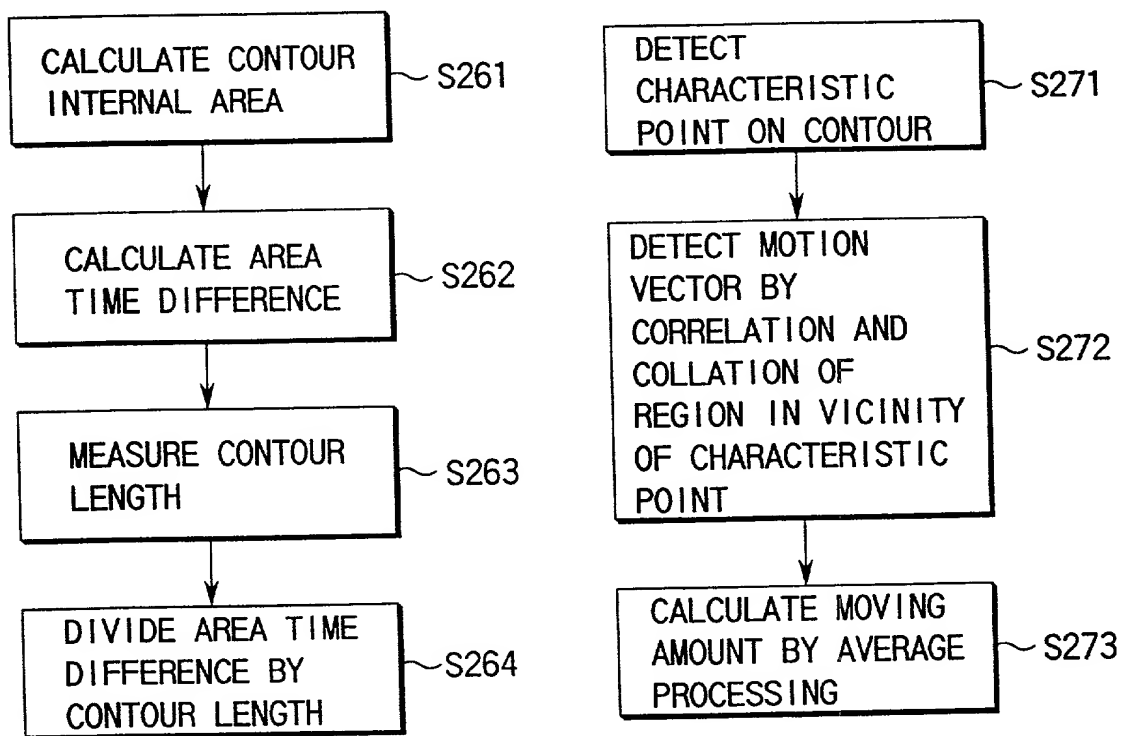 CALCULATE CONTOUR
INTERNAL AREA
S261
CALCULATE AREA
TIME DIFFERENCE
S262
MEASURE CONTOUR
LENGTH
S263
DIVIDE AREA TIME
DIFFERENCE BY
CONTOUR LENGTH
S264
DETECT
CHARACTERISTIC
POINT ON CONTOUR
S271
DETECT MOTION
VECTOR BY
CORRELATION AND
COLLATION OF
REGION IN VICINITY
OF CHARACTERISTIC
POINT
S272
CALCULATE MOVING
AMOUNT BY AVERAGE
PROCESSING
S273